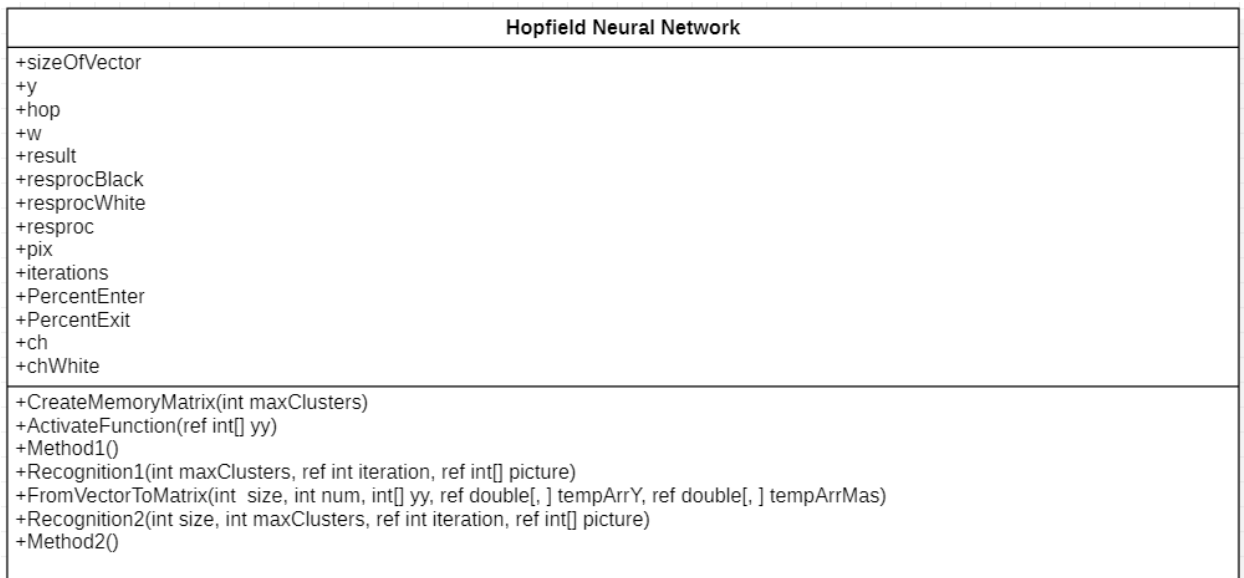 Hopfield Neural Network
+sizeOfVector
+y
+hop
+w
+result
+resprocBlack
+resprocWhite
+resproc
+pix
+iterations
+PercentEnter
+PercentExit
+ch
+chWhite
+CreateMemoryMatrix(int maxClusters)
+ActivateFunction(ref int[] yy)
+Method1()
+Recognition1(int maxClusters, ref int iteration, ref int[] picture)
+FromVectorToMatrix(int  size, int num, int[] yy, ref double[, ] tempArrY, ref double[, ] tempArrMas)
+Recognition2(int size, int maxClusters, ref int iteration, ref int[] picture)
+Method2()